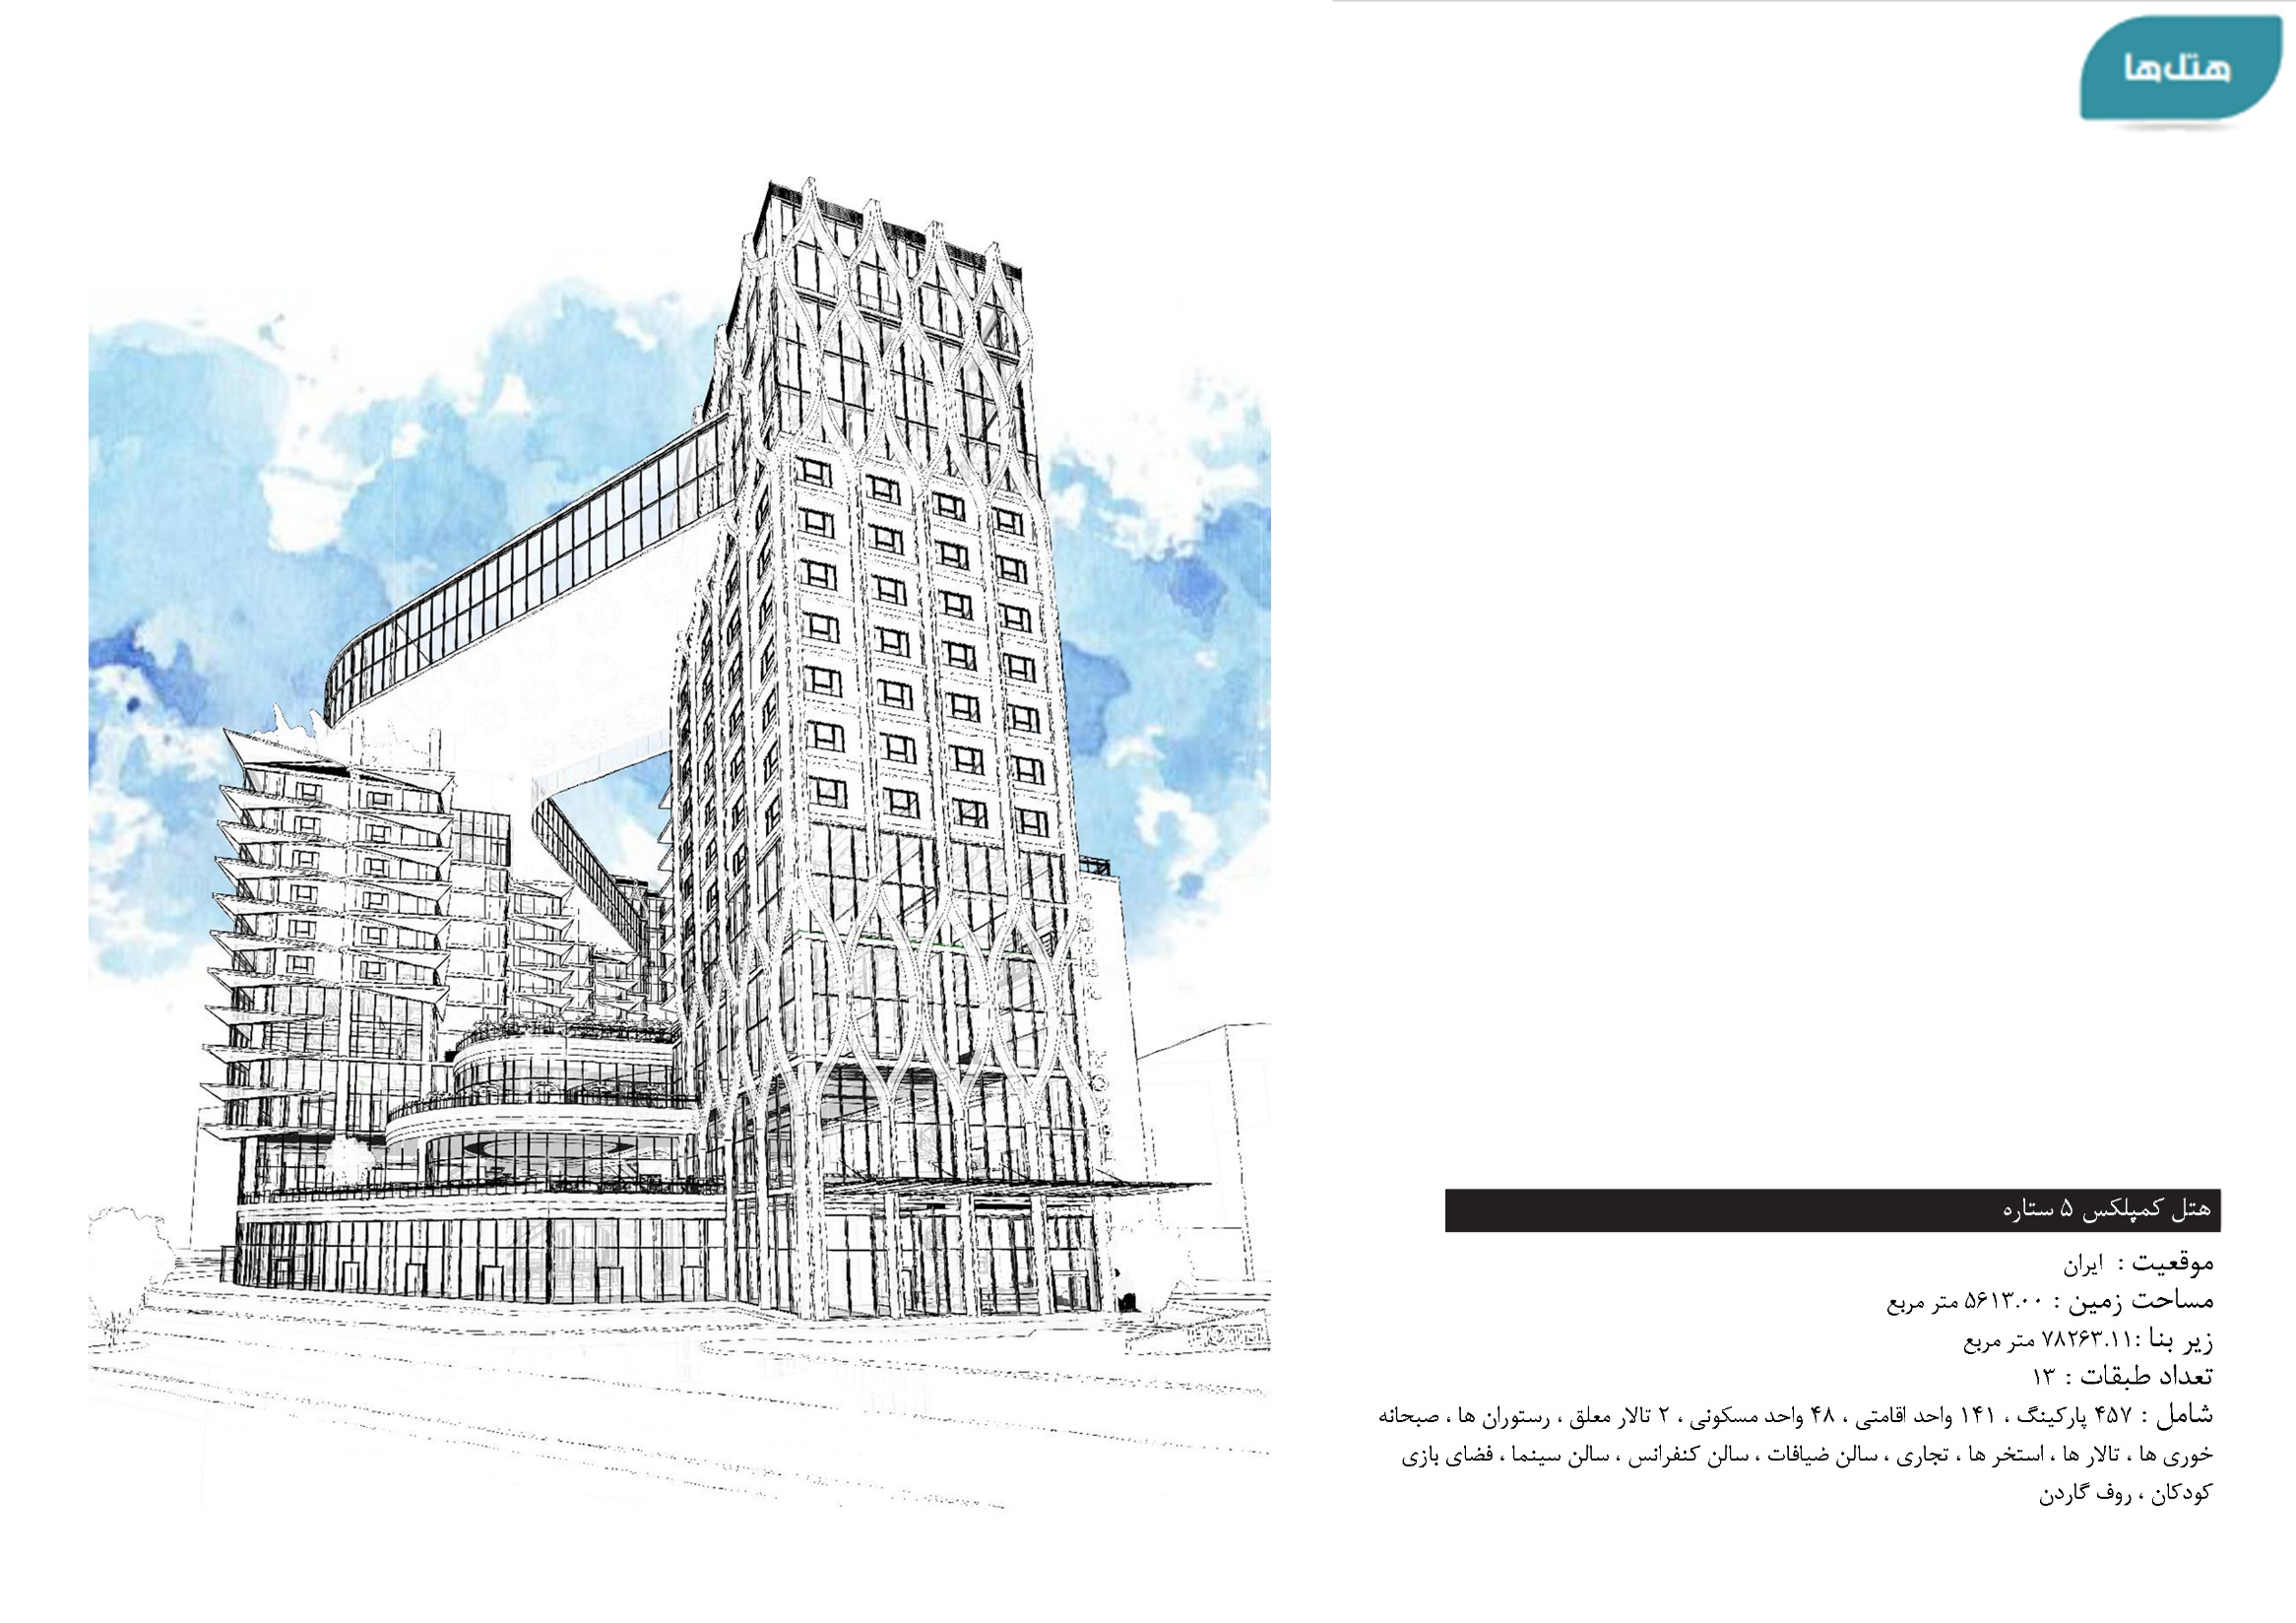 هتل‌ها
هتل کمپلکس ۵ ستاره
موقعیت : ایران
مساحت زمین : ۵۶۱۳.۰۰ متر مربع
زیر بنا :۷۸۲۶۳.۱۱ متر مربع
تعداد طبقات : ۱۳
شامل : ۴۵۷ پارکینگ ، ۱۴۱ واحد اقامتی ، ۴۸ واحد مسکونی ، ۲ تالار معلق ، رستوران ها ، صبحانه
خوری ها ، تالار ها ، استخر ها ، تجاری ، سالن ضیافات ، سالن کنفرانس ، سالن سینما ، فضای بازی
کودکان ، روف گاردن
HOTEL